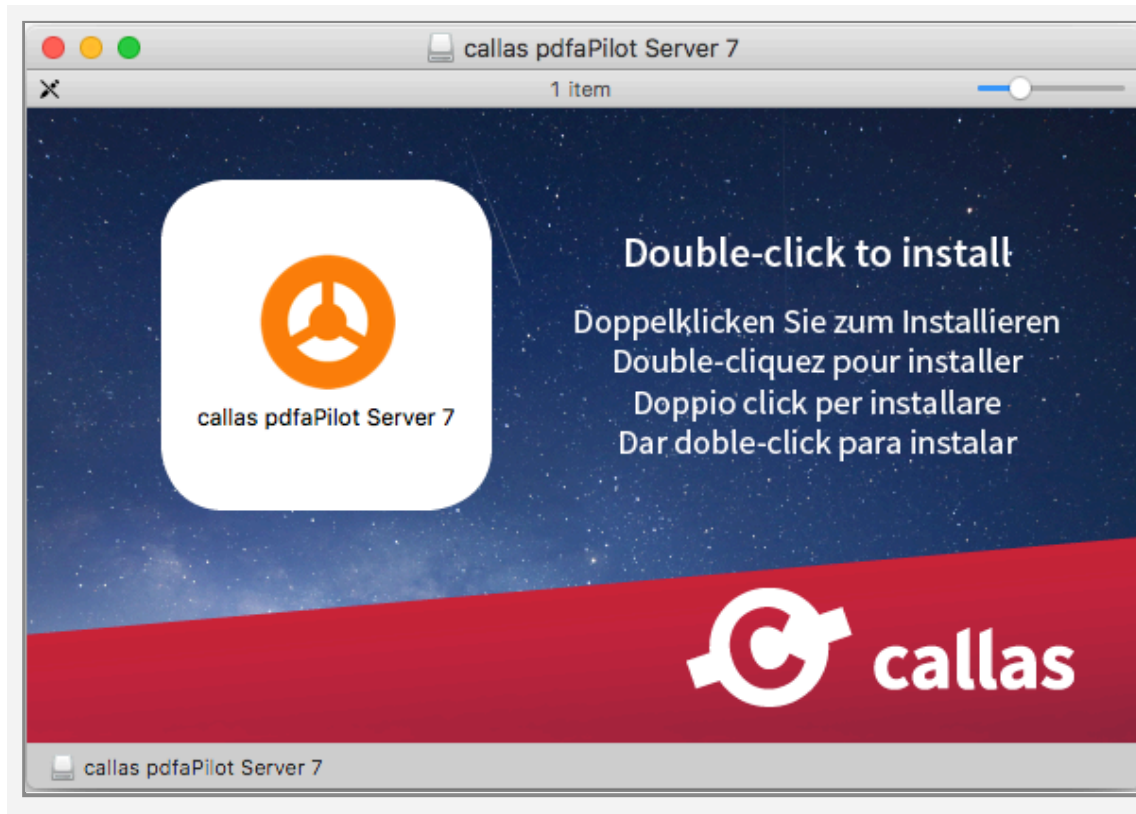 callas pdfaPilot Server 7
1 item
Double-click to install
Doppelklicken Sie zum Installieren
Double-cliquez pour installer
Doppio click per installare
Dar doble-click para instalar
callas pdfaPilot Server 7
callas
callas pdfaPilot Server 7